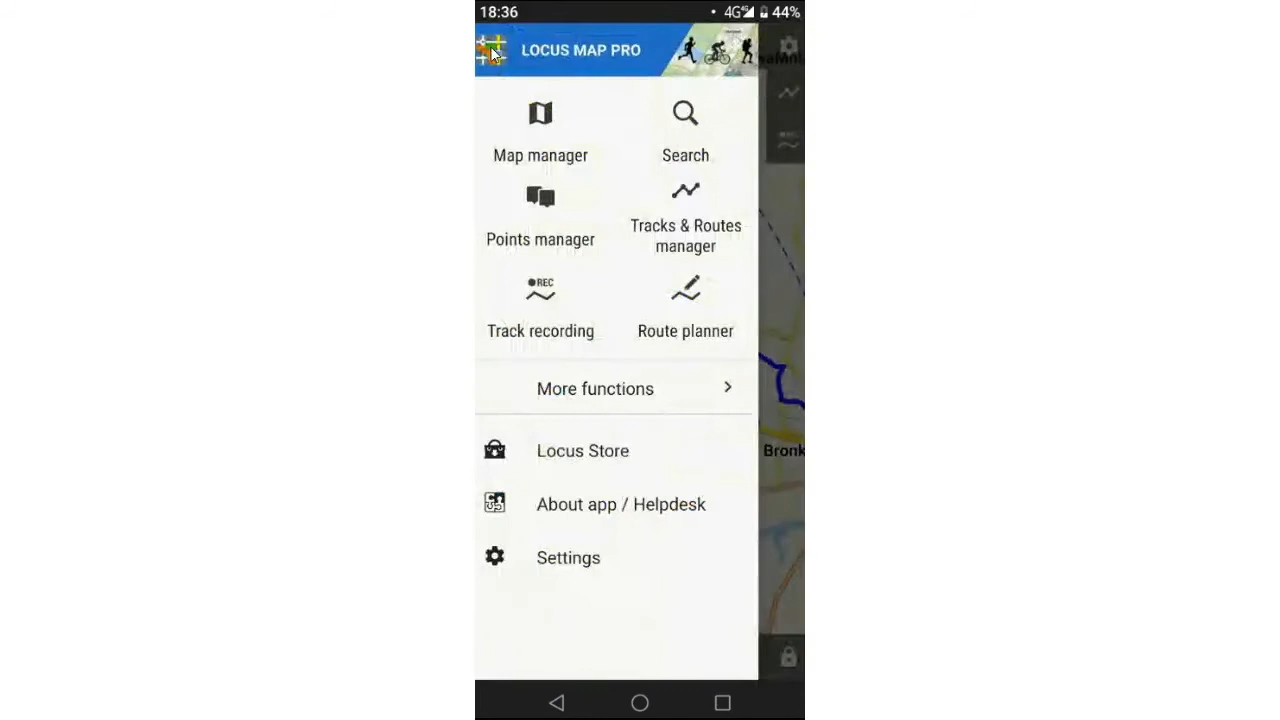 18:36
4G 44%
LOCUS MAP PRO
Map manager
Search
Points manager
Tracks & Routes
manager
REC
Track recording
Route planner
More functions
Bronk
Locus Store
About app / Helpdesk
Settings